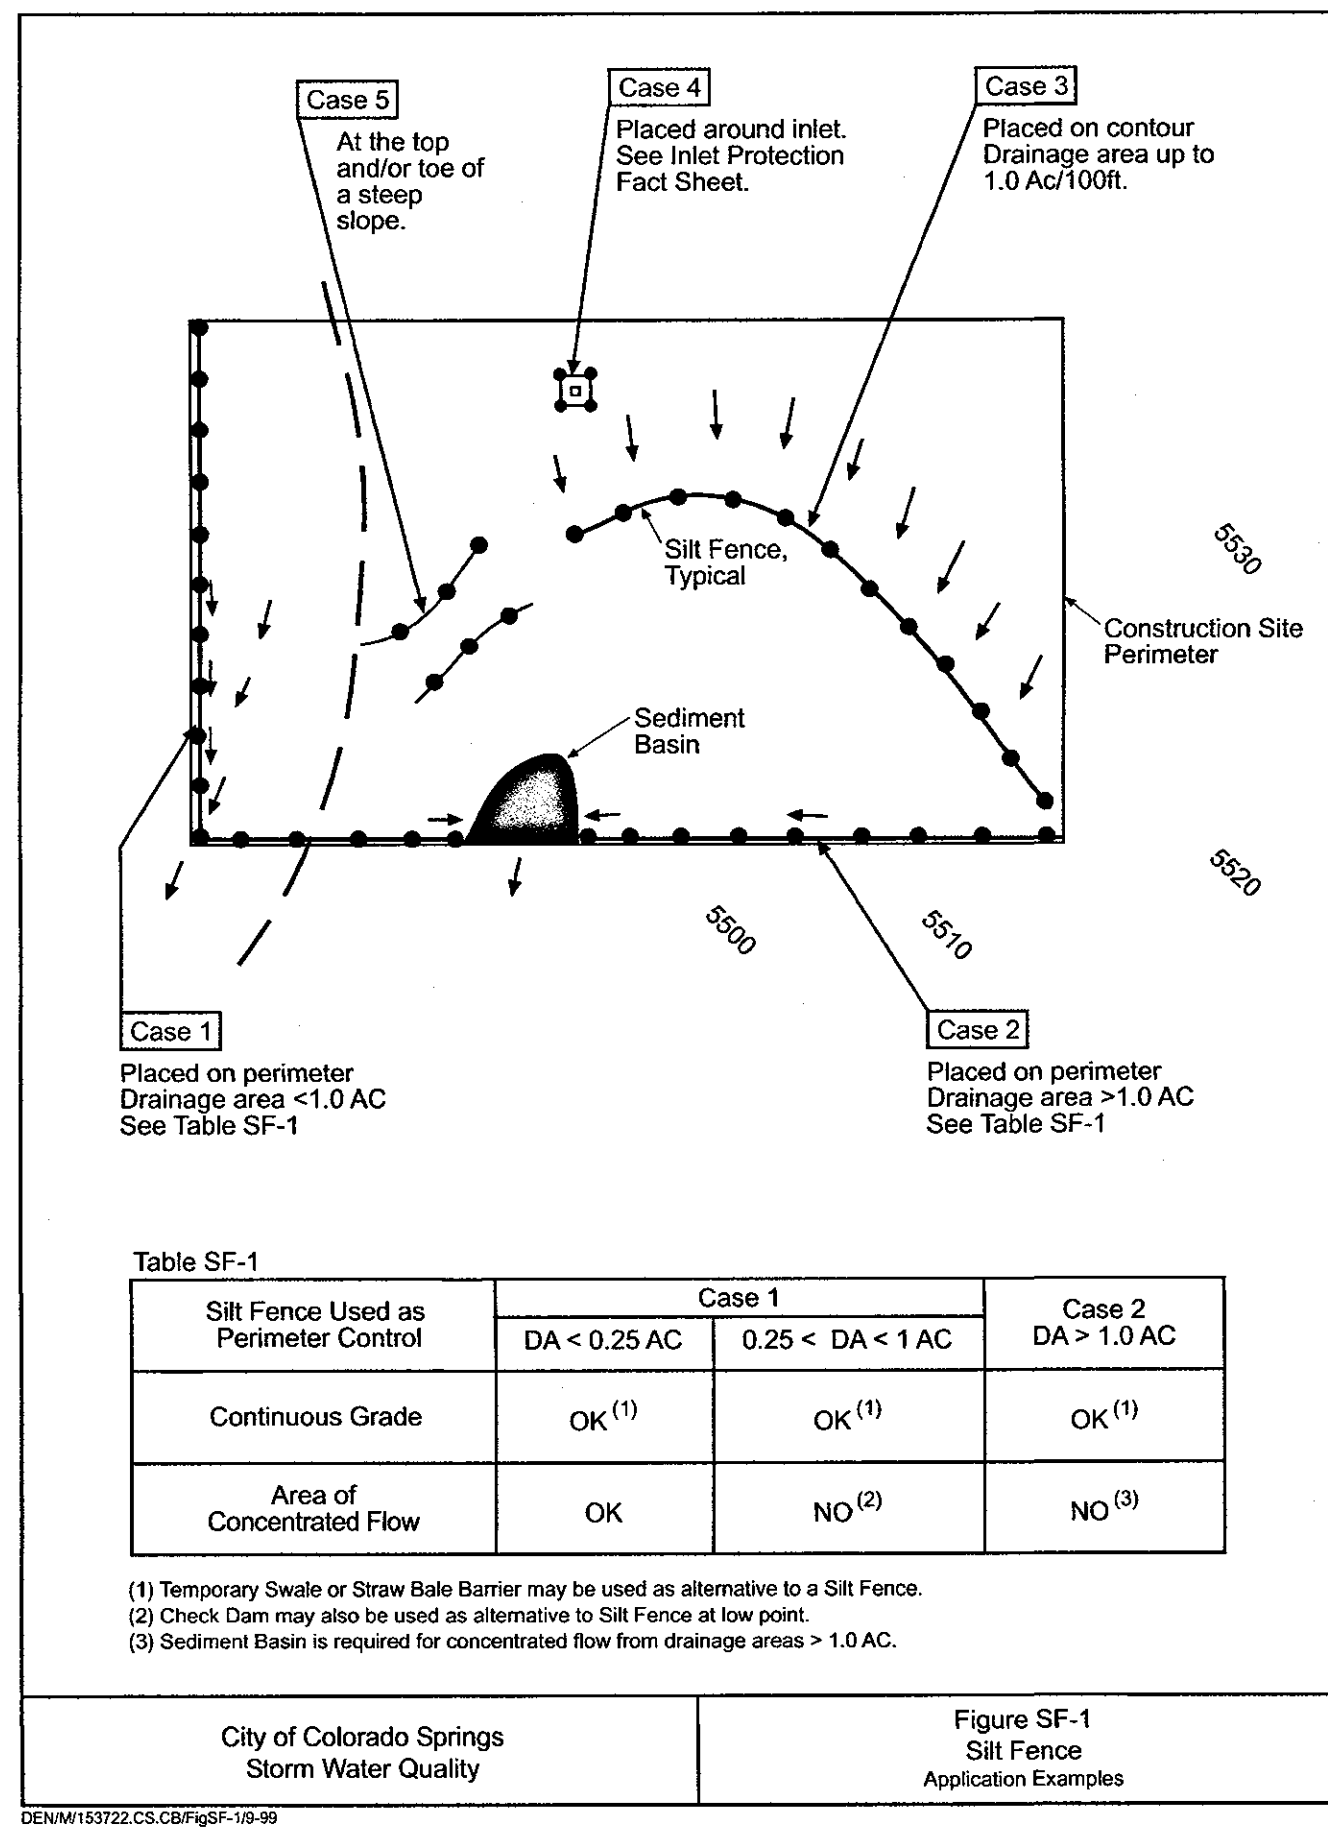 Case 5
At the top
and/or toe of
a steep
slope.
Case 4
Placed around inlet.
See Inlet Protection
Fact Sheet.
Case 3
Placed on contour
Drainage area up to
1.0 Ac/100ft.
Silt Fence,
Typical
5530
Construction Site
Perimeter
Sediment
Basin
5520
5500
5510
Case 1
Placed on perimeter
Drainage area <1.0 AC
See Table SF-1
Case 2
Placed on perimeter
Drainage area >1.0 AC
See Table SF-1
Table SF-1
Silt Fence Used as
Perimeter Control
Case 1
Case 2
DA > 1.0 AC
DA < 0.25 AC
0.25 < DA < 1 AC
Continuous Grade
OK (1)
OK (1)
OK (1)
Area of
Concentrated Flow
OK
NO (2)
NO (3)
(1) Temporary Swale or Straw Bale Barrier may be used as alternative to a Silt Fence.
(2) Check Dam may also be used as alternative to Silt Fence at low point.
(3) Sediment Basin is required for concentrated flow from drainage areas > 1.0 AC.
City of Colorado Springs
Storm Water Quality
Figure SF-1
Silt Fence
Application Examples
DEN/M/153722.CS.CB/FigSF-1/9-99